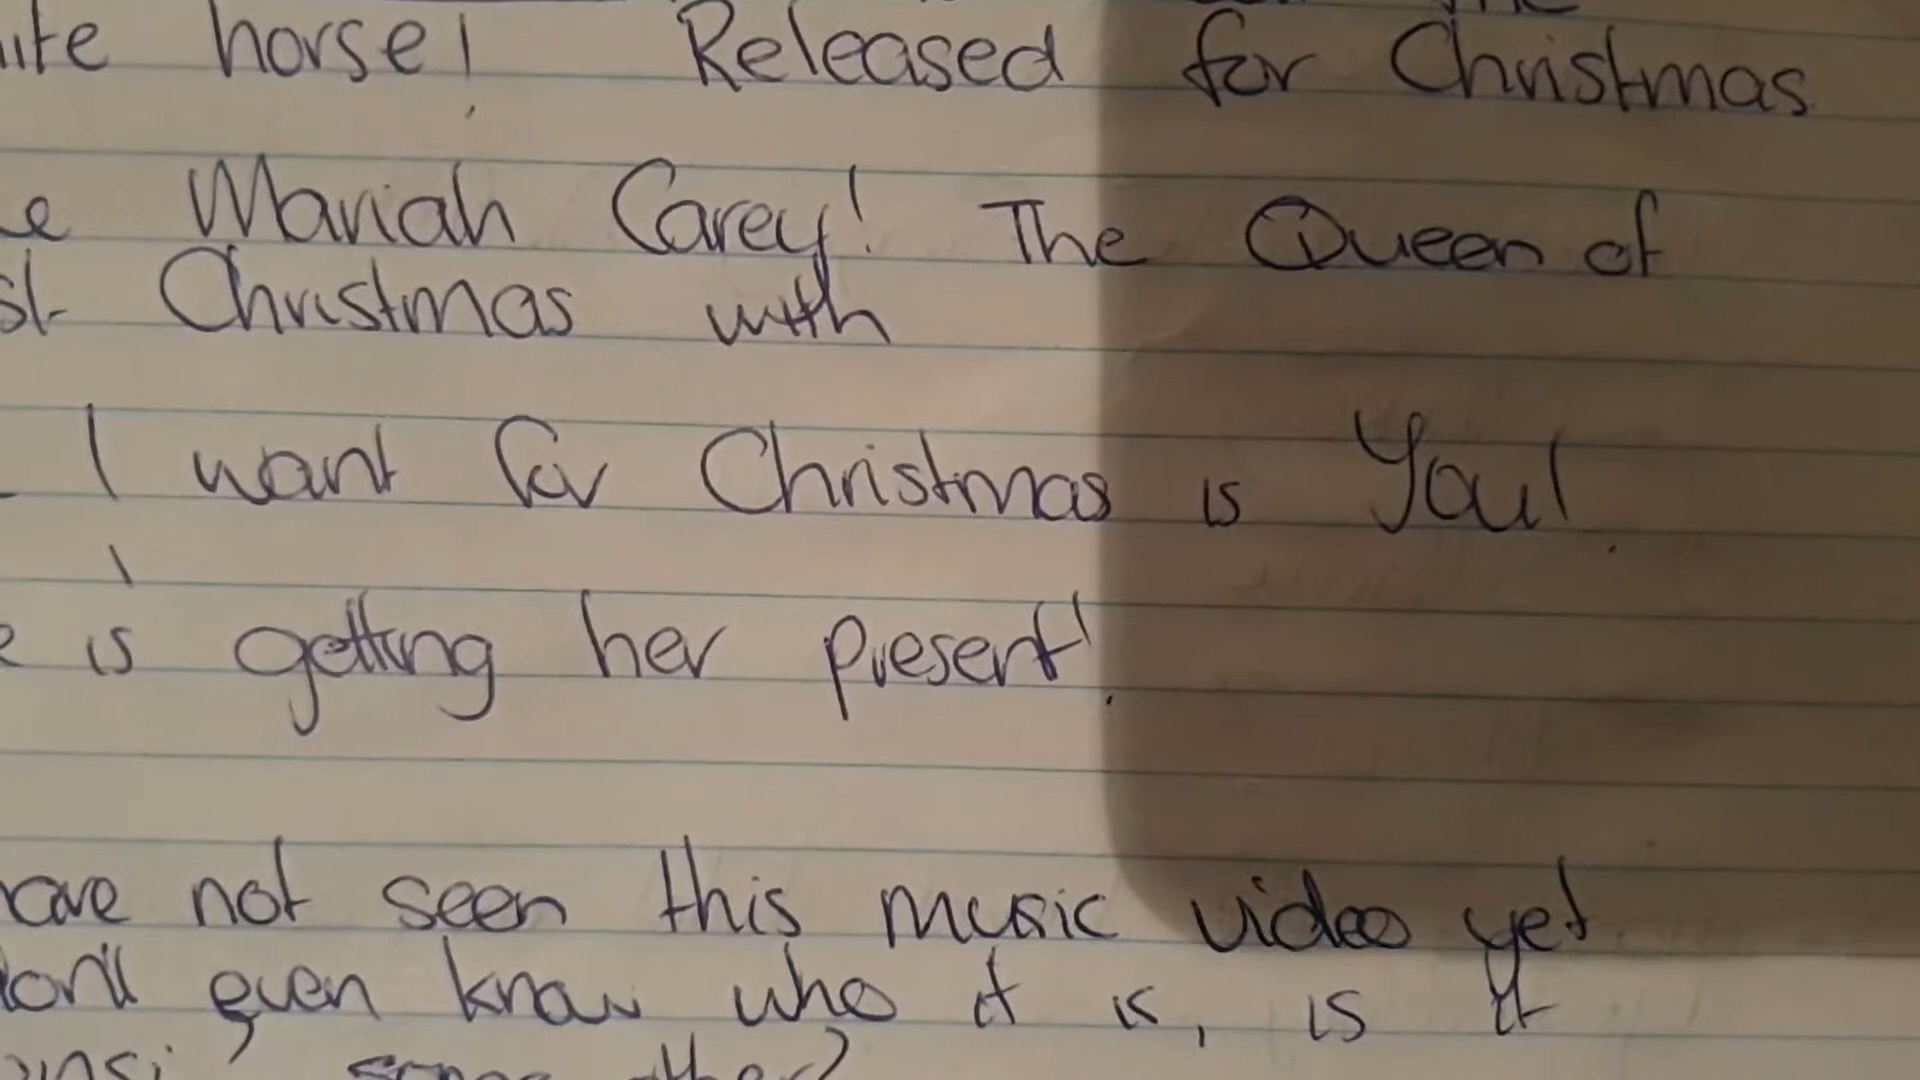 horse! Released for Christmas
Mariah Carey! The Queen of
Christmas with
I want for Christmas is You!
is getting her present!
not seen this music video yet
even know who it is, is it